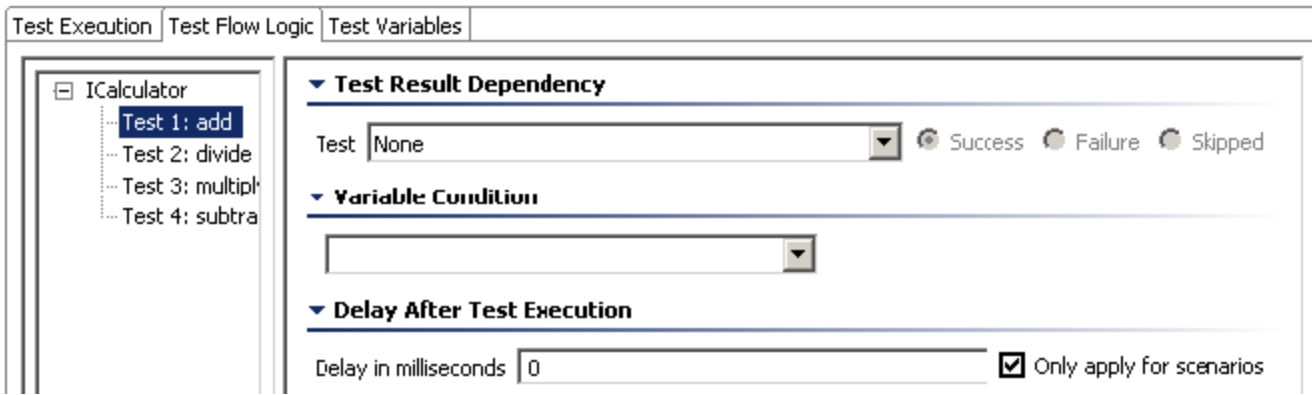 Test Execution Test Flow Logic Test Variables
ICalculator
Test 1: add
Test 2: divide
Test 3: multipl
Test 4: subtra
Test Result Dependency
Test None Success Failure Skipped
Variable Condition
Delay After Test Execution
Delay in milliseconds 0 Only apply for scenarios